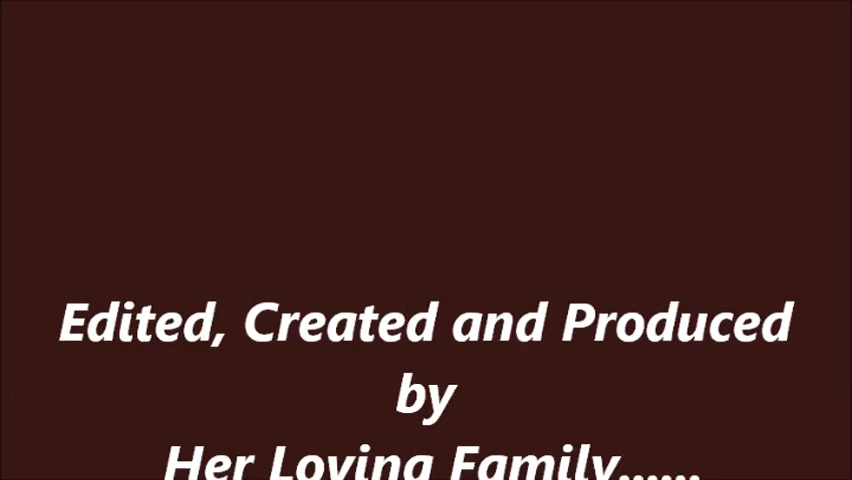 Edited, Created and Produced
by
Her Loving Family......